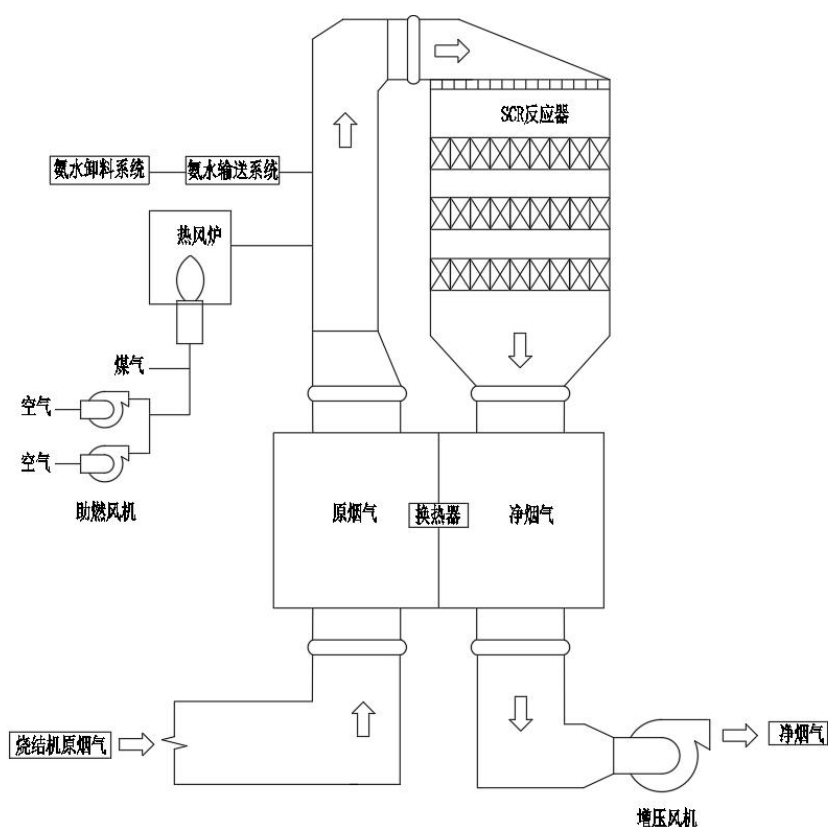 SCR反应器
氨水卸料系统
氨水输送系统
热风炉
煤气
空气
空气
助燃风机
原烟气
换热器
净烟气
烧结机原烟气
净烟气
增压风机